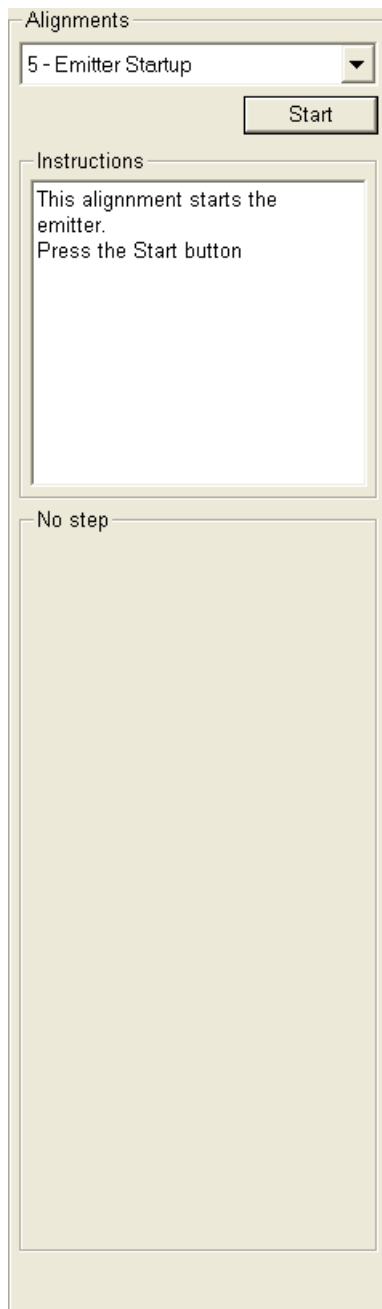 Alignments
5 - Emitter Startup
Start
Instructions
This alignnment starts the
emitter.
Press the Start button
No step